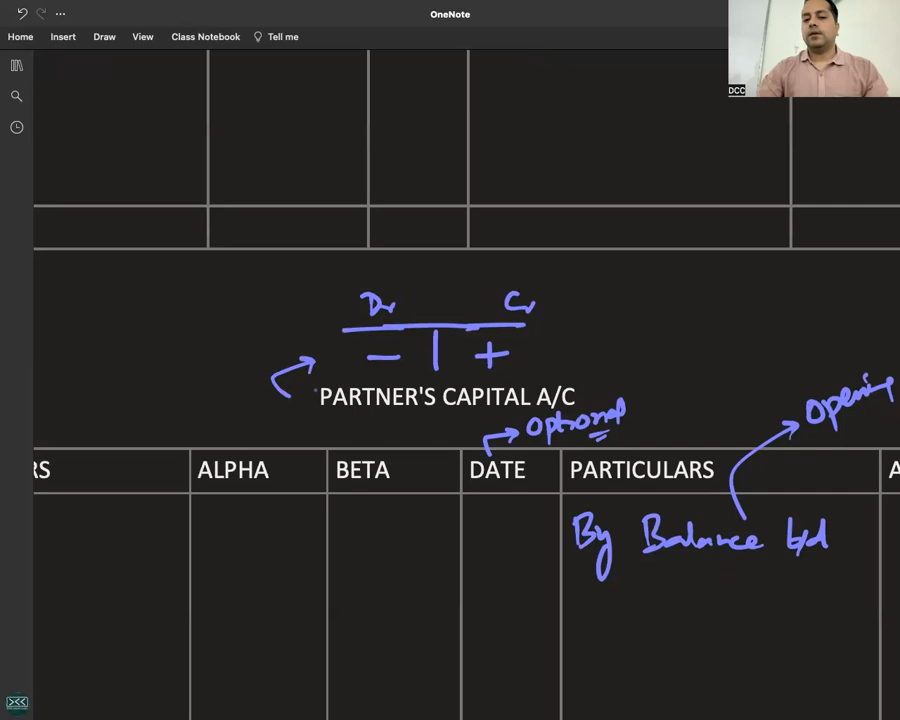 OneNote
Home Insert Draw View Class Notebook Tell me
DCC
Dr Cr
- +
PARTNER'S CAPITAL A/C
Optional
Opening
RS ALPHA BETA DATE PARTICULARS A
By Balance b/d